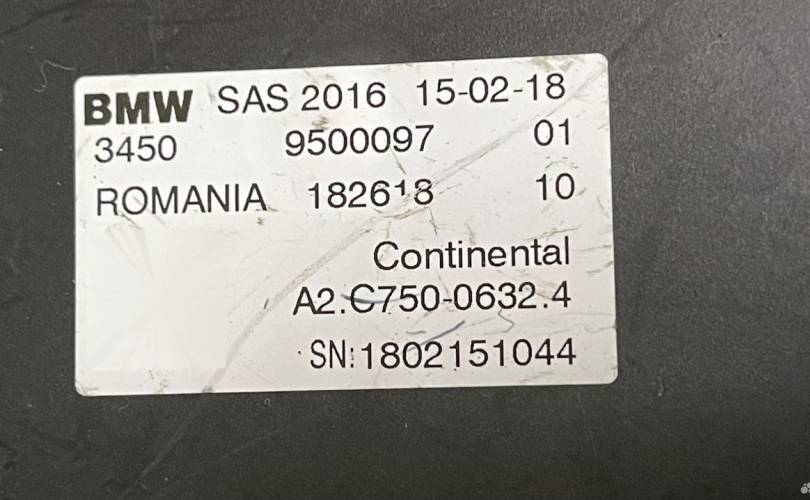 BMW SAS 2016 15-02-18
3450 9500097 01
ROMANIA 182618 10
Continental
A2.C750-0632.4
SN:1802151044